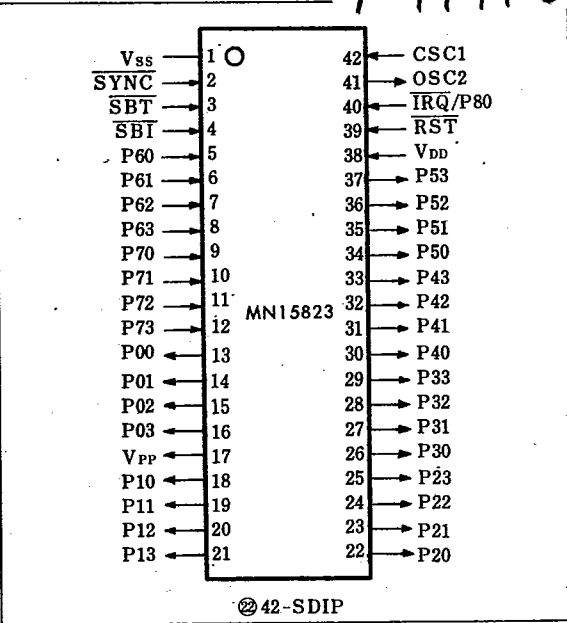 Vss 1 42 CSC1
SYNC 2 41 OSC2
SBT 3 40 IRQ/P80
SBI 4 39 RST
P60 5 38 VDD
P61 6 37 P53
P62 7 36 P52
P63 8 35 P51
P70 9 34 P50
P71 10 33 P43
P72 11 32 P42
MN15823
P73 12 31 P41
P00 13 30 P40
P01 14 29 P33
P02 15 28 P32
P03 16 27 P31
VPP 17 26 P30
P10 18 25 P23
P11 19 24 P22
P12 20 23 P21
P13 21 22 P20
㉒ 42-SDIP